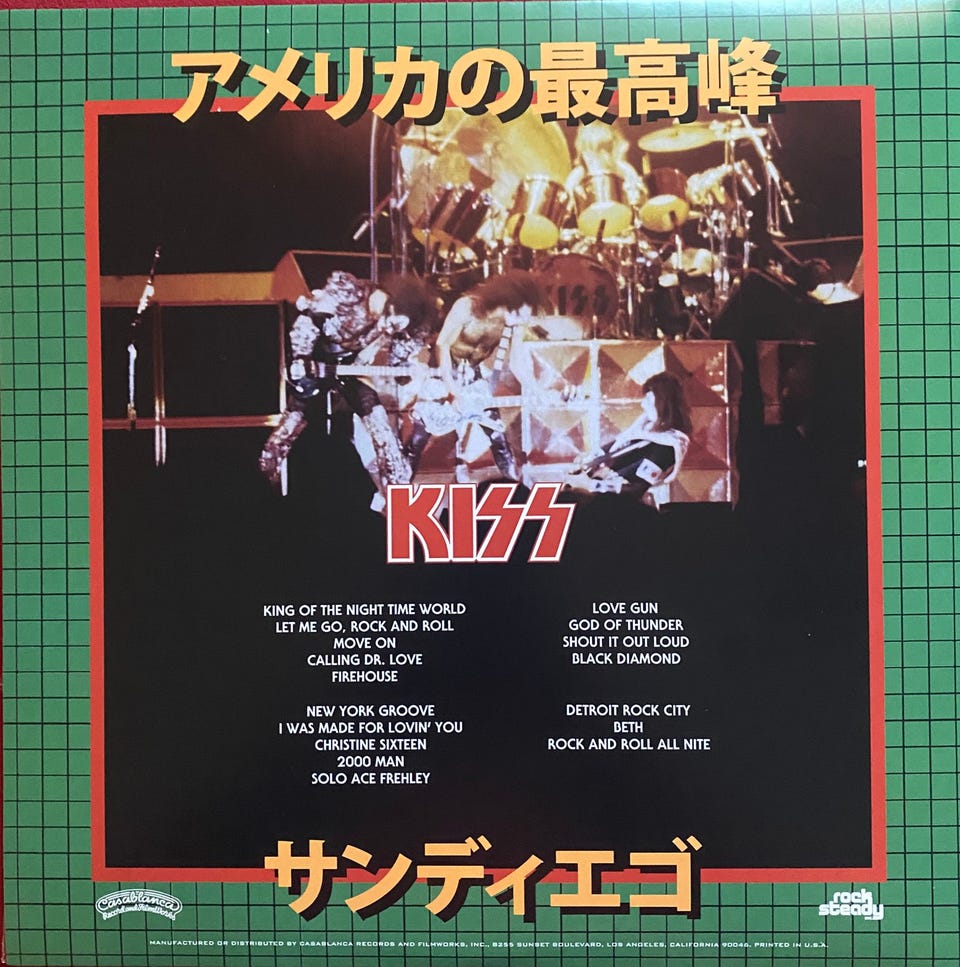 アメリカの最高峰
KISS
KISS
KING OF THE NIGHT TIME WORLD
LET ME GO, ROCK AND ROLL
MOVE ON
CALLING DR. LOVE
FIREHOUSE
NEW YORK GROOVE
I WAS MADE FOR LOVIN' YOU
CHRISTINE SIXTEEN
2000 MAN
SOLO ACE FREHLEY
LOVE GUN
GOD OF THUNDER
SHOUT IT OUT LOUD
BLACK DIAMOND
DETROIT ROCK CITY
BETH
ROCK AND ROLL ALL NITE
サンディエゴ
Casablanca
Record and FilmWorks
rock
steady
MANUFACTURED OR DISTRIBUTED BY CASABLANCA RECORDS AND FILMWORKS, INC., 8255 SUNSET BOULEVARD, LOS ANGELES, CALIFORNIA 90046. PRINTED IN U.S.A.